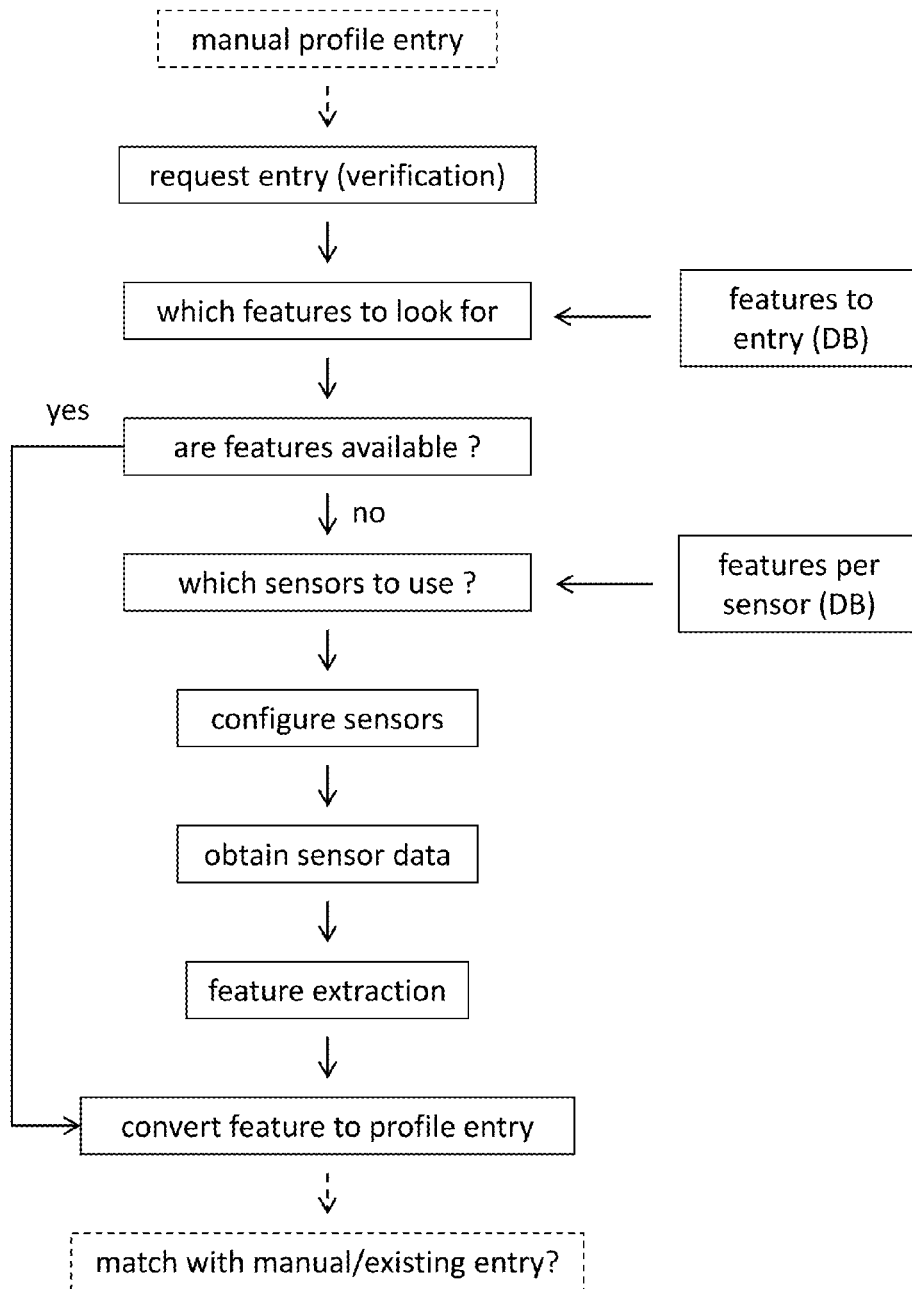 manual profile entry
request entry (verification)
which features to look for
features to
entry (DB)
yes
are features available ?
no
which sensors to use ?
features per
sensor (DB)
configure sensors
obtain sensor data
feature extraction
convert feature to profile entry
match with manual/existing entry?